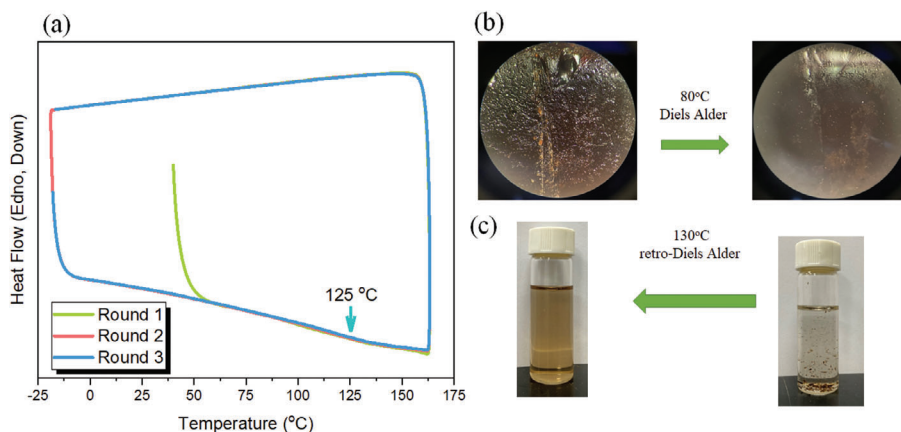 (a)
Heat Flow (Edno, Down)
125 °C
Round 1
Round 2
Round 3
-25 0 25 50 75 100 125 150 175
Temperature (°C)
(b)
80°C
Diels Alder
(c)
130°C
retro-Diels Alder